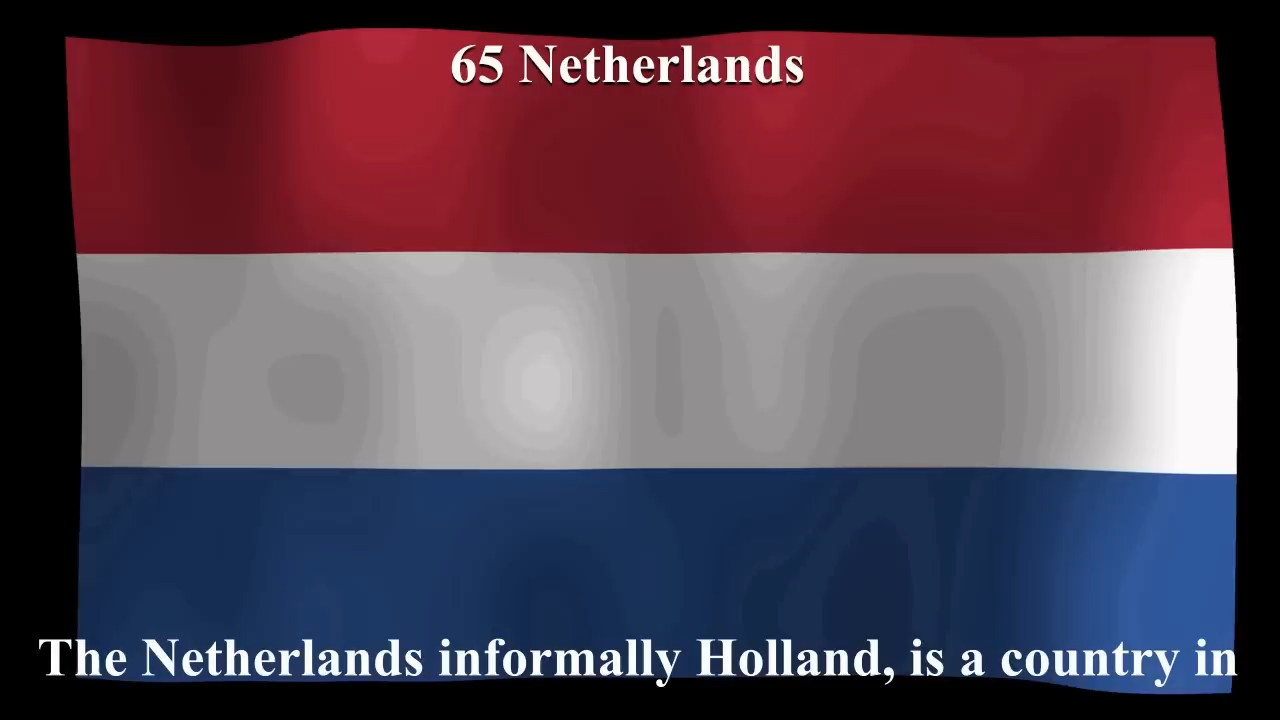 65 Netherlands
The Netherlands informally Holland, is a country in